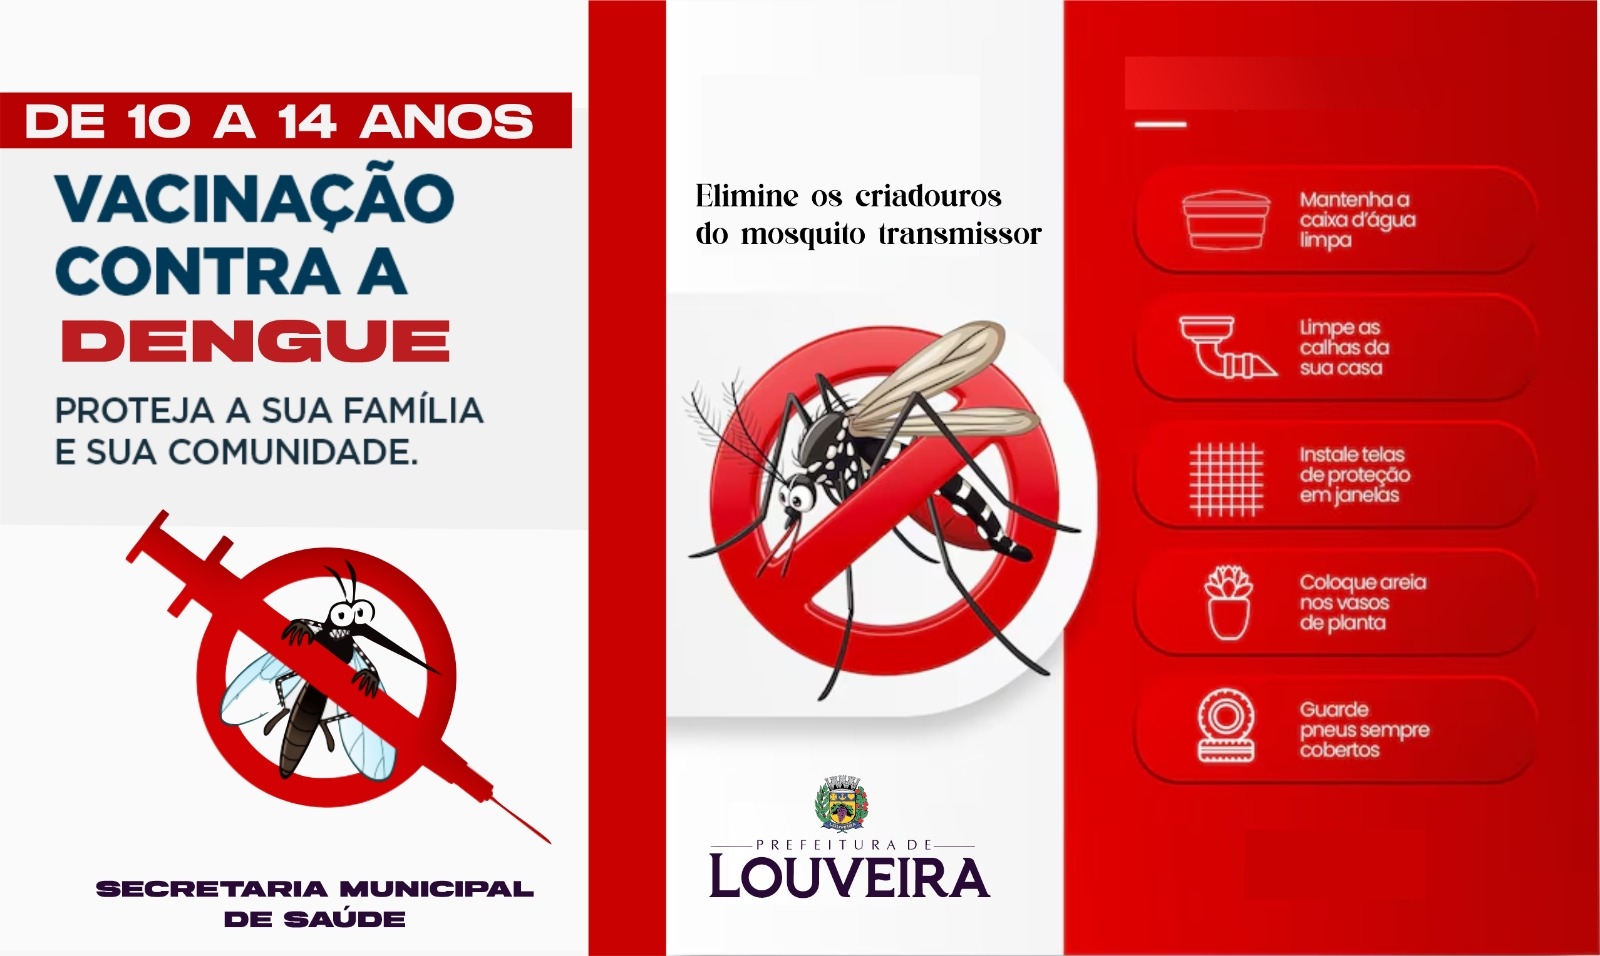 DE 10 A 14 ANOS
VACINAÇÃO
CONTRA A
DENGUE
PROTEJA A SUA FAMÍLIA
E SUA COMUNIDADE.
SECRETARIA MUNICIPAL
DE SAÚDE
Elimine os criadouros
do mosquito transmissor
PREFEITURA DE
LOUVEIRA
Mantenha a
caixa d'água
limpa
Limpe as
calhas da
sua casa
Instale telas
de proteção
em janelas
Coloque areia
nos vasos
de planta
Guarde
pneus sempre
cobertos